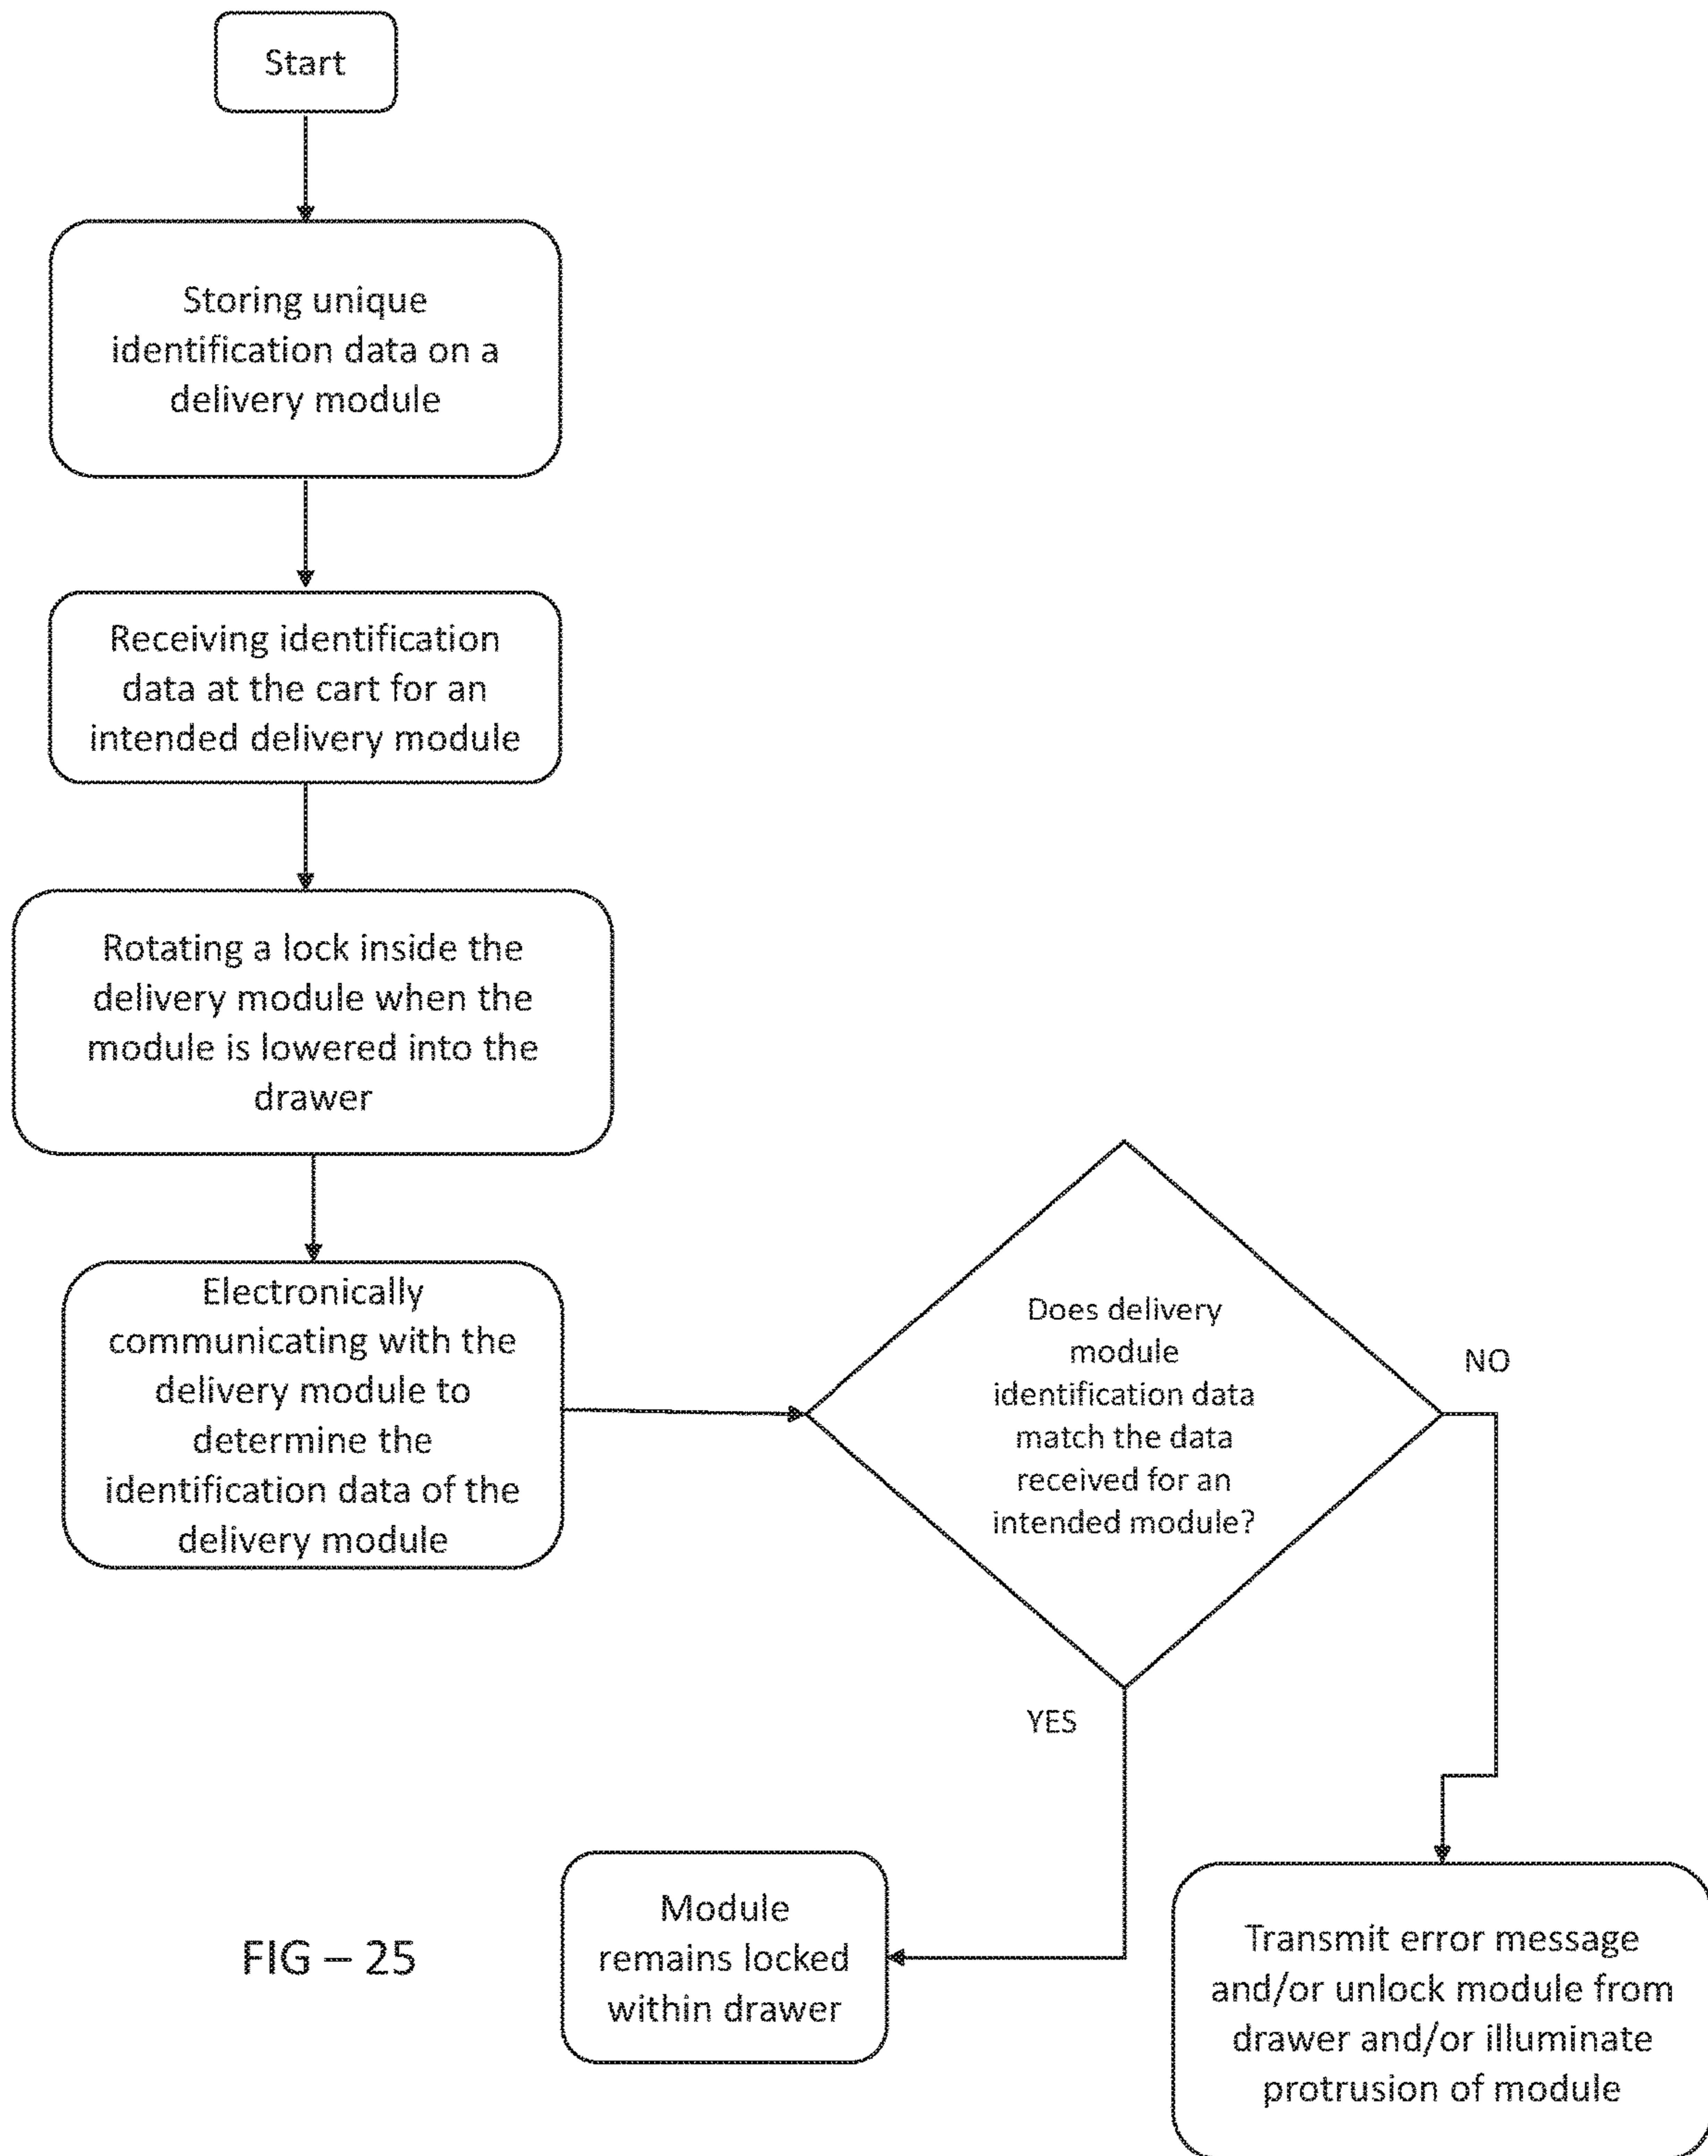 Start
Storing unique
identification data on a
delivery module
Receiving identification
data at the cart for an
intended delivery module
Rotating a lock inside the
delivery module when the
module is lowered into the
drawer
Electronically
communicating with the
delivery module to
determine the
identification data of the
delivery module
Does delivery
module
identification data
match the data
received for an
intended module?
NO
YES
Module
remains locked
within drawer
Transmit error message
and/or unlock module from
drawer and/or illuminate
protrusion of module
FIG – 25